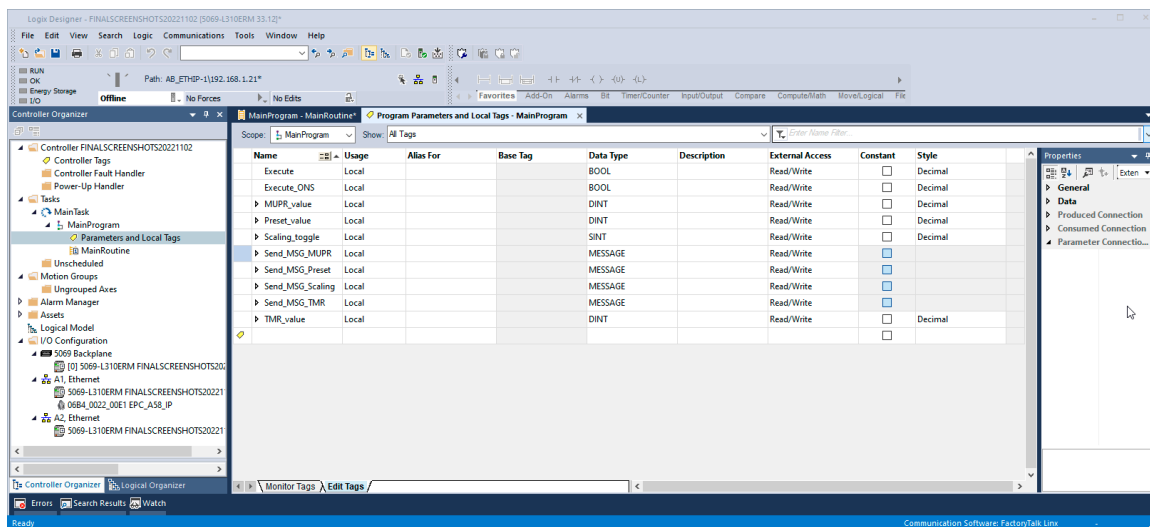 Logix Designer - FINALSCREENSHOTS20221102 [5069-L310ERM 33.12]*
File Edit View Search Logic Communications Tools Window Help
RUN
OK
Energy Storage
I/O
Path: AB_ETHIP-1\192.168.1.21*
Offline No Forces No Edits
Favorites Add-On Alarms Bit Timer/Counter Input/Output Compare Compute/Math Move/Logical File
Controller Organizer
MainProgram - MainRoutine* Program Parameters and Local Tags - MainProgram
Scope: MainProgram Show: All Tags Enter Name Filter...
Controller FINALSCREENSHOTS20221102
Controller Tags
Controller Fault Handler
Power-Up Handler
Tasks
MainTask
MainProgram
Parameters and Local Tags
MainRoutine
Unscheduled
Motion Groups
Ungrouped Axes
Alarm Manager
Assets
Logical Model
I/O Configuration
5069 Backplane
[0] 5069-L310ERM FINALSCREENSHOTS202
A1, Ethernet
5069-L310ERM FINALSCREENSHOTS20221
06B4_0022_00E1 EPC_A58_IP
A2, Ethernet
5069-L310ERM FINALSCREENSHOTS20221
Name Usage Alias For Base Tag Data Type Description External Access Constant Style
Execute Local BOOL Read/Write Decimal
Execute_ONS Local BOOL Read/Write Decimal
MUPR_value Local DINT Read/Write Decimal
Preset_value Local DINT Read/Write Decimal
Scaling_toggle Local SINT Read/Write Decimal
Send_MSG_MUPR Local MESSAGE Read/Write
Send_MSG_Preset Local MESSAGE Read/Write
Send_MSG_Scaling Local MESSAGE Read/Write
Send_MSG_TMR Local MESSAGE Read/Write
TMR_value Local DINT Read/Write Decimal
Properties
Exten
General
Data
Produced Connection
Consumed Connection
Parameter Connectio...
Controller Organizer Logical Organizer
Monitor Tags Edit Tags
Errors Search Results Watch
Ready
Communication Software: FactoryTalk Linx